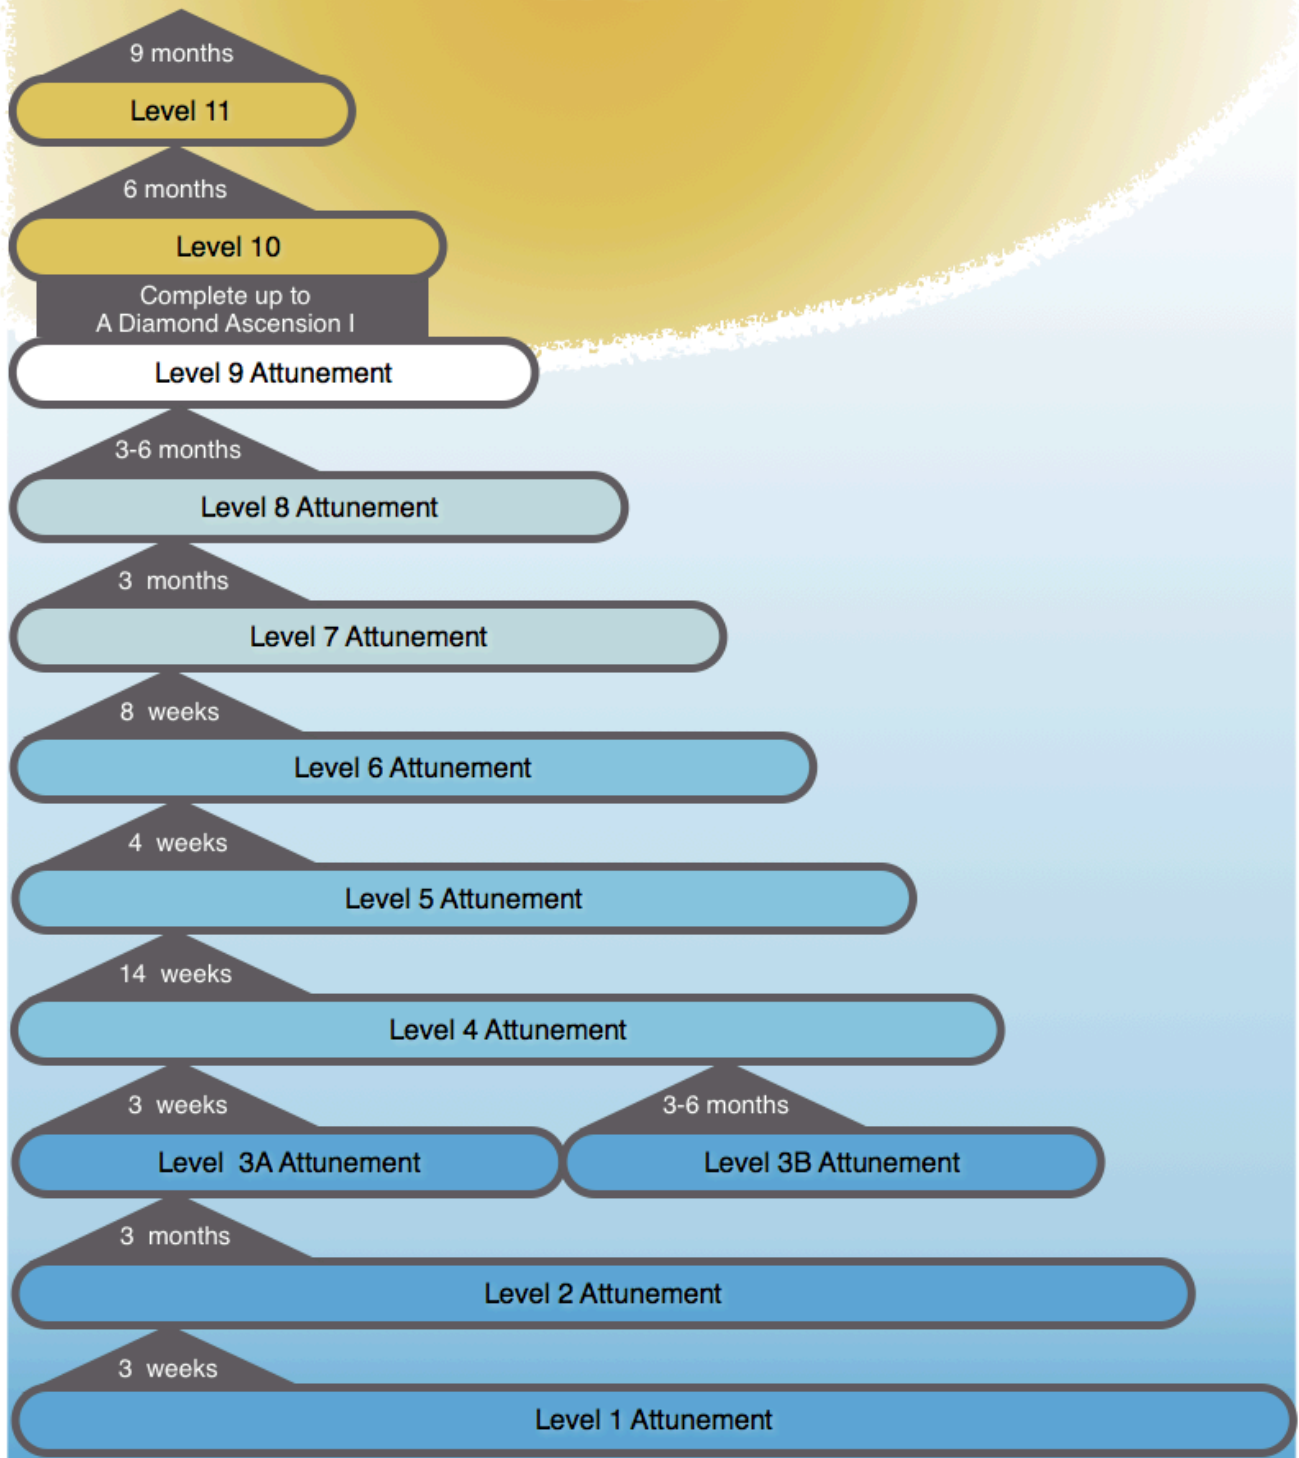 9 months
Level 11
6 months
Level 10
Complete up to
A Diamond Ascension I
Level 9 Attunement
3-6 months
Level 8 Attunement
3  months
Level 7 Attunement
8  weeks
Level 6 Attunement
4  weeks
Level 5 Attunement
14  weeks
Level 4 Attunement
3  weeks
3-6 months
Level  3A Attunement
Level 3B Attunement
3  months
Level 2 Attunement
3  weeks
Level 1 Attunement